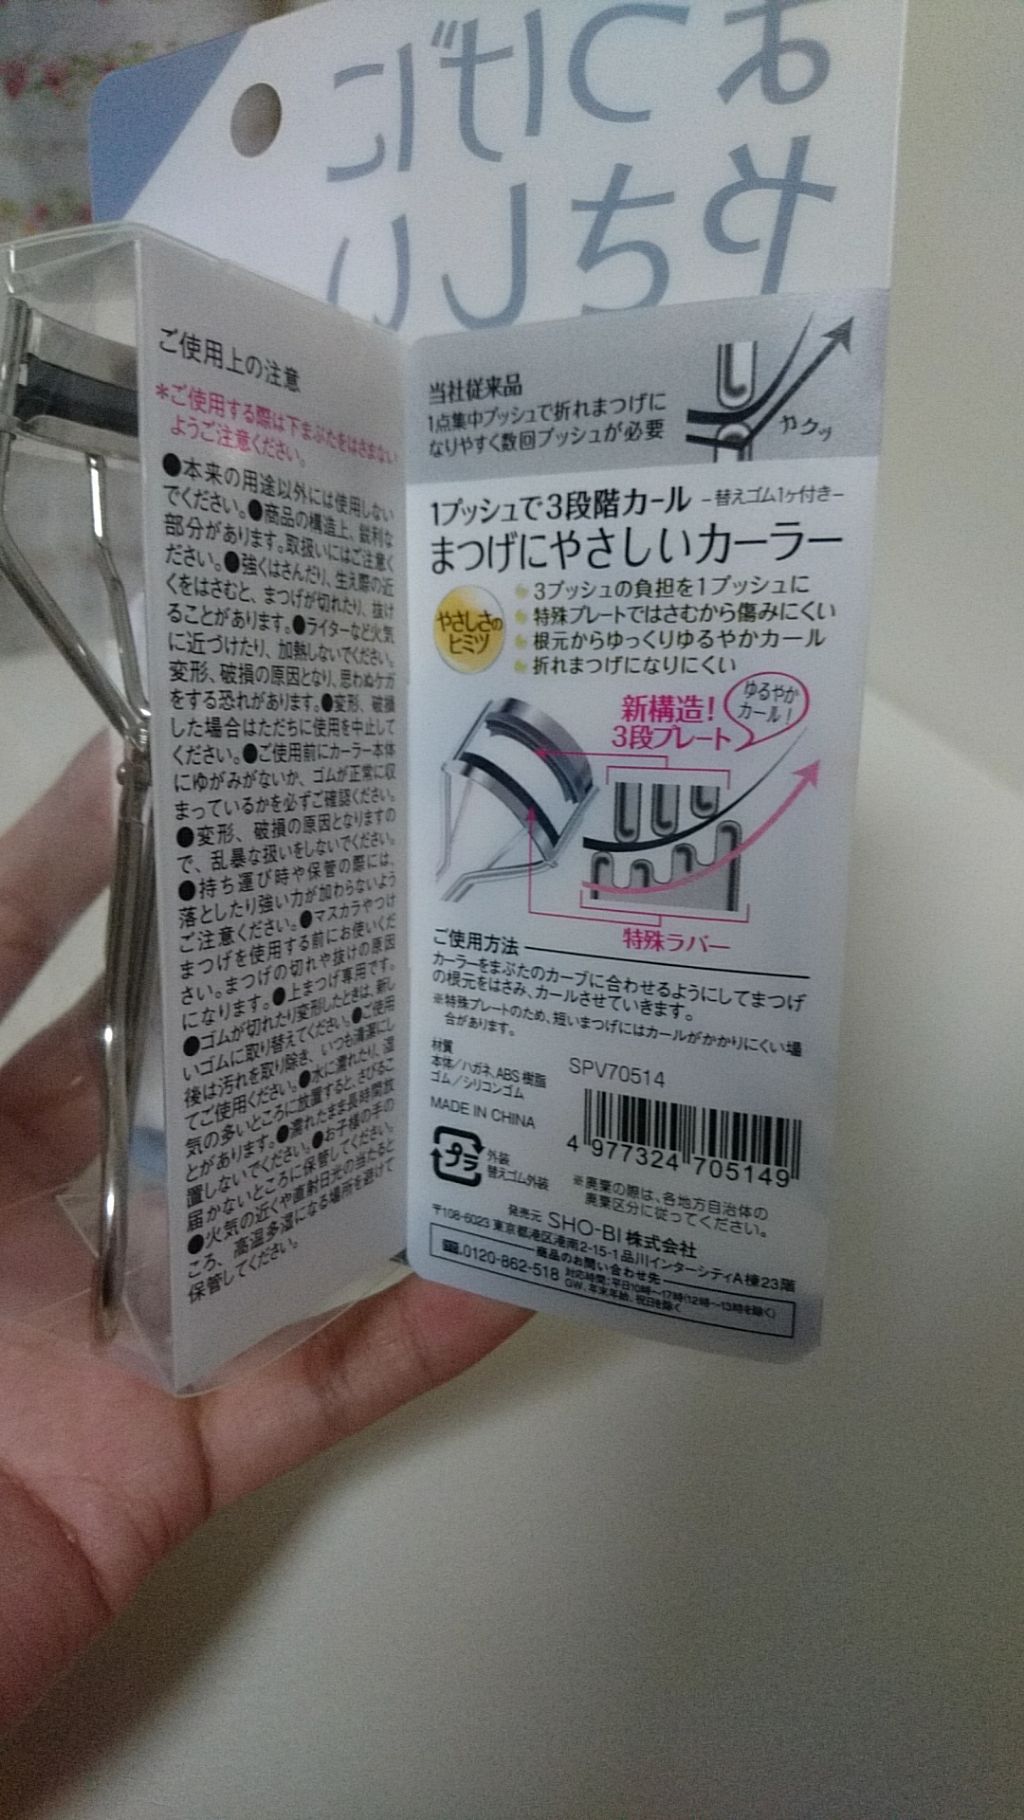 ご使用上の注意
*ご使用する際は下まぶたをはさまない
ようご注意ください。
●本来の用途以外には使用しない
でください。●商品の構造上、鋭利な
部分があります。取扱いにはご注意く
ださい。●強くはさんだり、生え際の近
くをはさむと、まつげが切れたり、抜け
ることがあります。●ライターなど火気
に近づけたり、加熱しないでください。
変形、破損の原因となり、思わぬケガ
をする恐れがあります。●変形、破損
した場合はただちに使用を中止して
ください。●ご使用前にカーラー本体
にゆがみがないか、ゴムが正常に収
まっているかを必ずご確認ください。
●変形、破損の原因となりますの
で、乱暴な扱いをしないでください。
●持ち運び時や保管の際には、
落としたり強い力が加わらないよう
ご注意ください。●マスカラやつけ
まつげを使用する前にお使いくだ
さい。まつげの切れや抜けの原因
になります。●上まつげ専用です。
●ゴムが切れたり変形したときは、新し
いゴムに取り替えてください。●ご使用
後は汚れを取り除き、いつも清潔にし
てご使用ください。●水に濡れたり、湿
気の多いところに放置すると、さびるこ
とがあります。●濡れたまま長時間放
置しないでください。●お子様の手の
届かないところに保管してください。
●火気の近くや直射日光の当たると
ころ、高温多湿になる場所を避けて
保管してください。
当社従来品
1点集中プッシュで折れまつげに
なりやすく数回プッシュが必要
カクッ
1プッシュで3段階カール -替えゴム1ヶ付き-
まつげにやさしいカーラー
やさしさの
ヒミツ
3プッシュの負担を1プッシュに
特殊プレートではさむから傷みにくい
根元からゆっくりゆるやかカール
折れまつげになりにくい
新構造!
3段プレート
ゆるやか
カール!
特殊ラバー
ご使用方法
カーラーをまぶたのカーブに合わせるようにしてまつげ
の根元をはさみ、カールさせていきます。
※特殊プレートのため、短いまつげにはカールがかかりにくい場
合があります。
材質
本体/ハガネ、ABS樹脂
ゴム/シリコンゴム
MADE IN CHINA
SPV70514
4 977324 705149
プラ
外装
替えゴム外装
※廃棄の際は、各地方自治体の
廃棄区分に従ってください。
発売元 SHO-BI株式会社
〒108-6023 東京都港区港南2-15-1品川インターシティA棟23階
商品のお問い合わせ先
0120-862-518 対応時間:平日10時〜17時(12時〜13時を除く)
GW、年末年始、祝日を除く